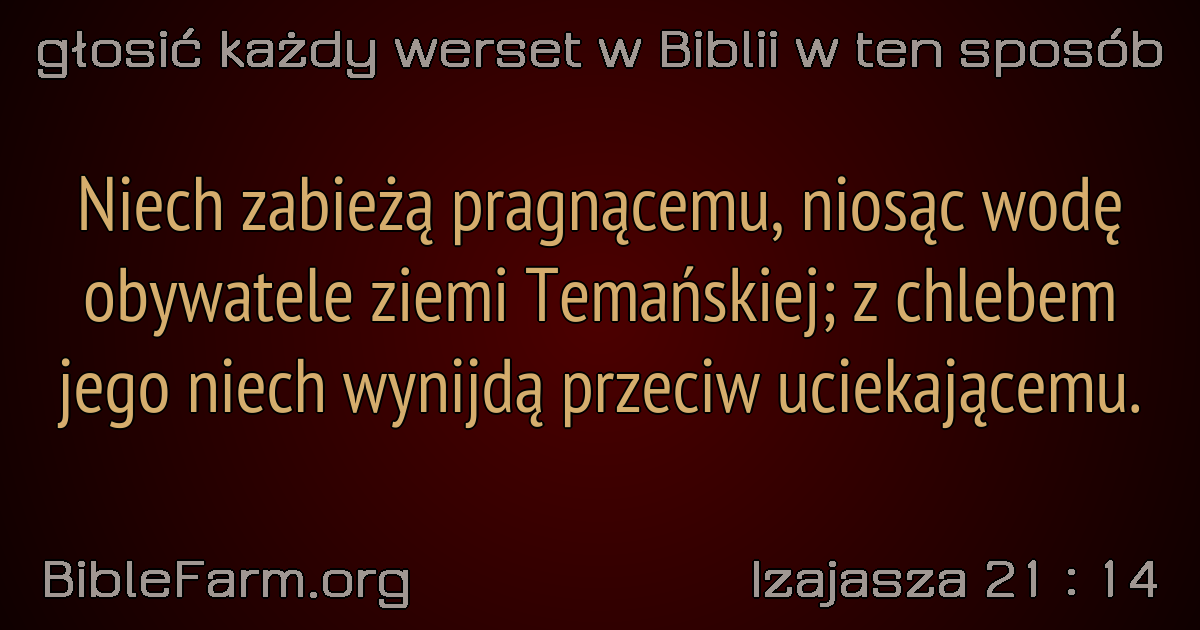 głosić każdy werset w Biblii w ten sposób
Niech zabieżą pragnącemu, niosąc wodę
obywatele ziemi Temańskiej; z chlebem
jego niech wynijdą przeciw uciekającemu.
BibleFarm.org
Izajasza 21 : 14